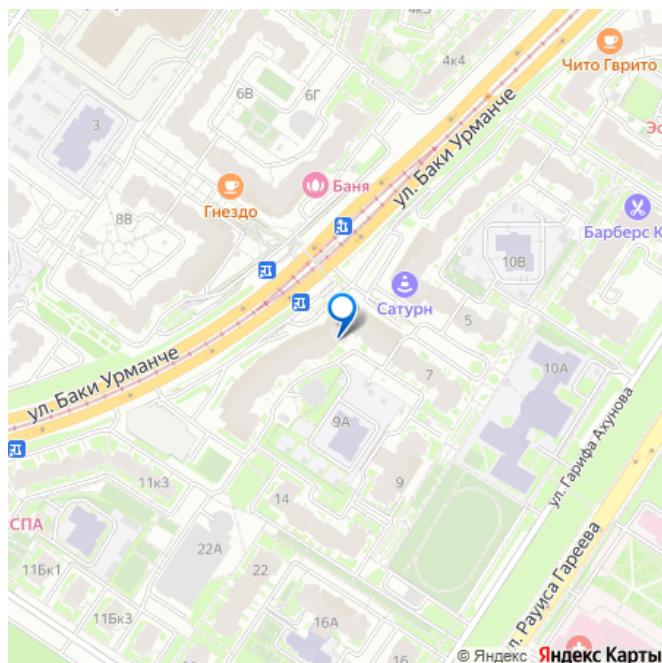 4к4
Чито Гврито
6В
6Г
3
ул. Баки Урманче
Эс
Баня
Гнездо
8В
Барберс К
10В
Сатурн
5
ул. Баки Урманче
7
10А
9А
ул. Гарифа Ахунова
11к3
9
14
СПА
22А
11Бк1
22
11Бк3
16А
ул. Рауиса Гареева
© Яндекс Яндекс Карты